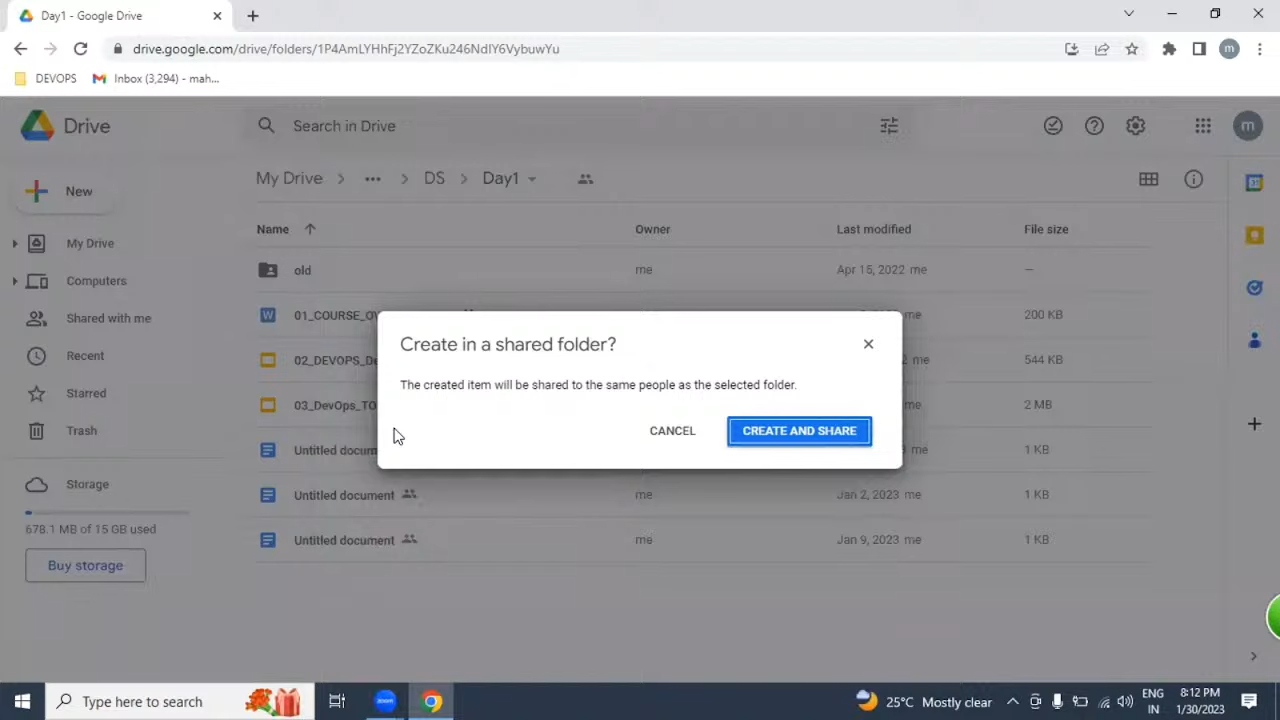 Day1 - Google Drive
drive.google.com/drive/folders/1P4AmLYHhFj2YZoZKu246NdlY6VybuwYu
m
DEVOPS
Inbox (3,294) - mah...
Drive
Search in Drive
m
New
My Drive
•••
DS
Day1
Name
Owner
Last modified
File size
My Drive
Computers
Shared with me
Recent
Starred
Trash
Storage
678.1 MB of 15 GB used
Buy storage
old
me
Apr 15, 2022 me
—
01_COURSE_O
me
200 KB
02_DEVOPS_De
2 me
544 KB
03_DevOps_TO
me
2 MB
Untitled docum
me
1 KB
Untitled document
me
Jan 2, 2023 me
1 KB
Untitled document
me
Jan 9, 2023 me
1 KB
Create in a shared folder?
The created item will be shared to the same people as the selected folder.
CANCEL
CREATE AND SHARE
Type here to search
zoom
25°C Mostly clear
ENG
IN
8:12 PM
1/30/2023